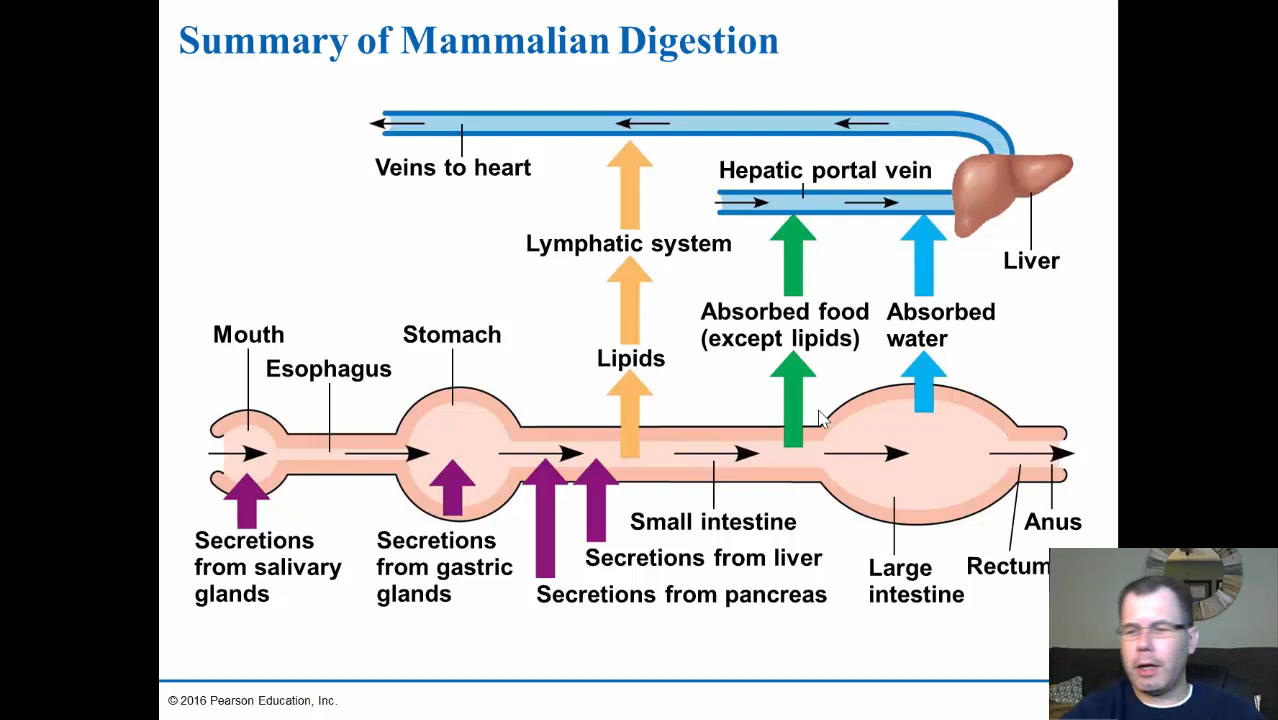 Summary of Mammalian Digestion
Veins to heart
Hepatic portal vein
Lymphatic system
Liver
Absorbed food
(except lipids)
Absorbed
water
Mouth
Stomach
Esophagus
Lipids
Small intestine
Anus
Secretions
from salivary
glands
Secretions
from gastric
glands
Secretions from liver
Secretions from pancreas
Large
intestine
Rectum
© 2016 Pearson Education, Inc.